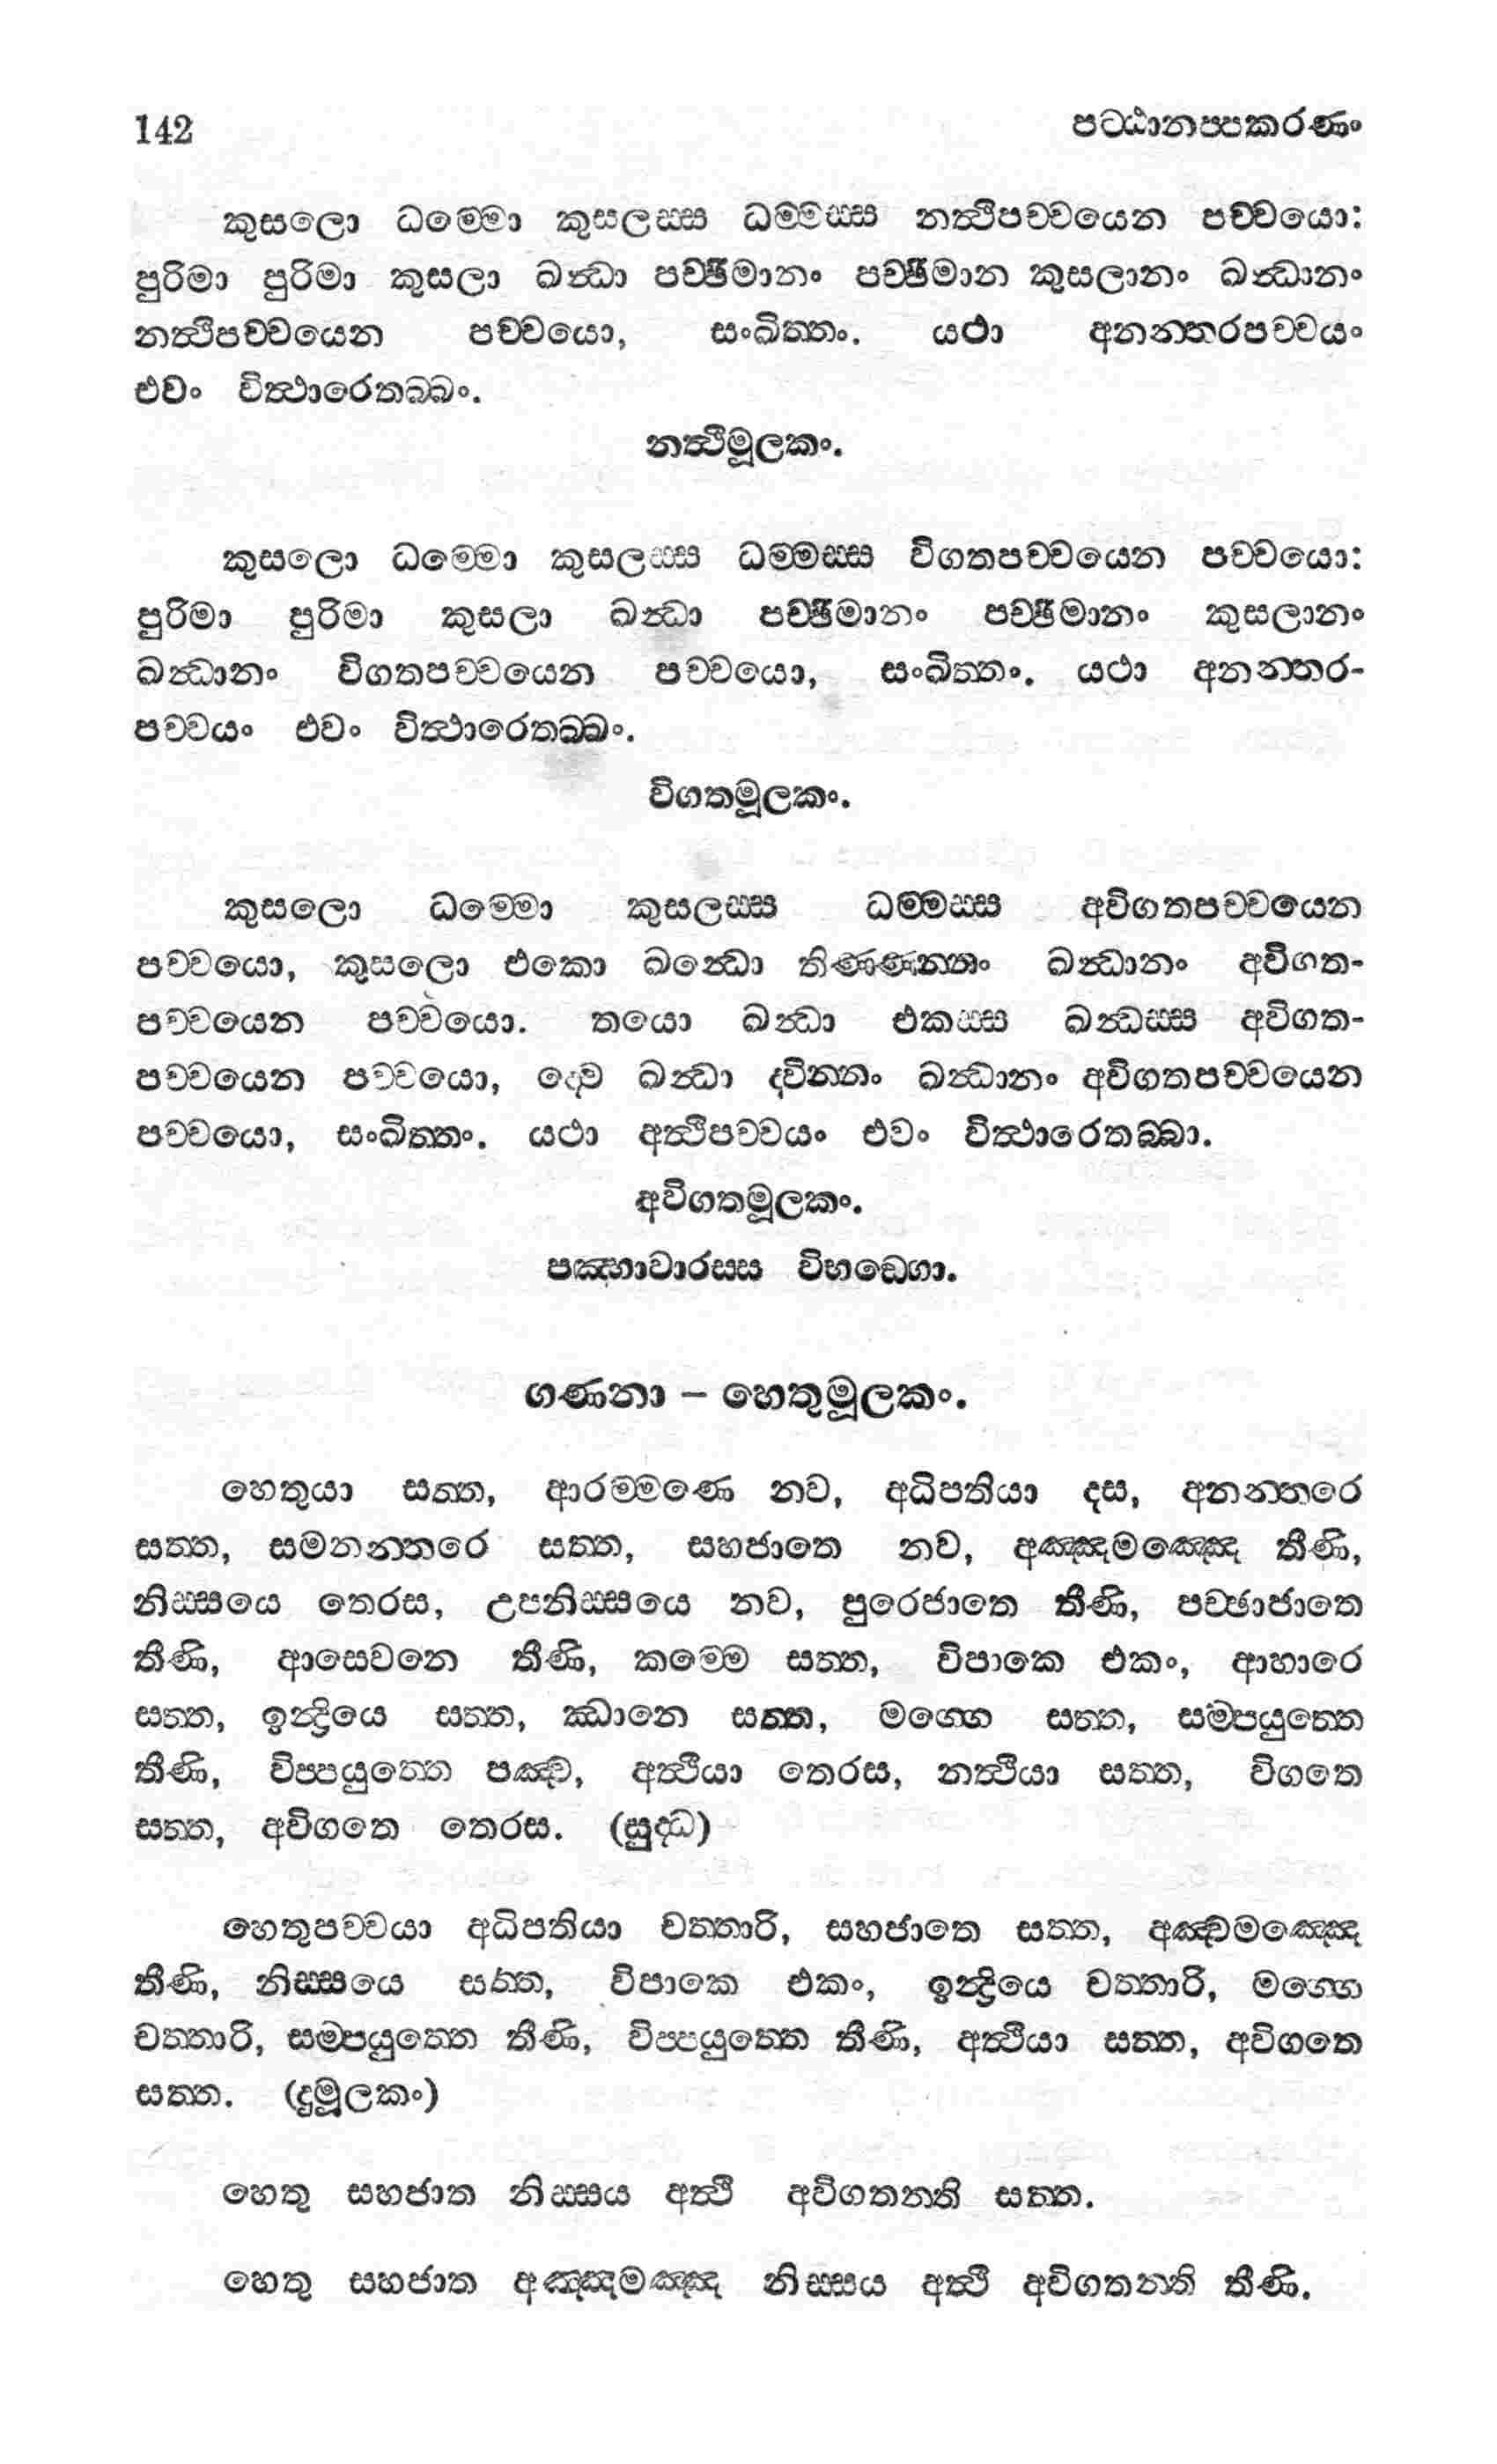 142 පට්ඨානප්පකරණං
කුසලො ධම්මො කුසලස්ස ධම්මස්ස නත්ථිපච්චයෙන පච්චයො:
පුරිමා පුරිමා කුසලා ඛන්ධා පච්ඡිමානං පච්ඡිමාන කුසලානං ඛන්ධානං
නත්ථිපච්චයෙන පච්චයො, සංඛිත්තං. යථා අනන්තරපච්චයං
එවං විත්ථාරෙතබ්බං.
නත්ථිමූලකං.
කුසලො ධම්මො කුසලස්ස ධම්මස්ස විගතපච්චයෙන පච්චයො:
පුරිමා පුරිමා කුසලා ඛන්ධා පච්ඡිමානං පච්ඡිමානං කුසලානං
ඛන්ධානං විගතපච්චයෙන පච්චයො, සංඛිත්තං. යථා අනන්තර-
පච්චයං එවං විත්ථාරෙතබ්බං.
විගතමූලකං.
කුසලො ධම්මො කුසලස්ස ධම්මස්ස අවිගතපච්චයෙන
පච්චයො, කුසලො එකො ඛන්ධො තිණ්ණන්නං ඛන්ධානං අවිගත-
පච්චයෙන පච්චයො. තයො ඛන්ධා එකස්ස ඛන්ධස්ස අවිගත-
පච්චයෙන පච්චයො, ද්වෙ ඛන්ධා ද්වින්නං ඛන්ධානං අවිගතපච්චයෙන
පච්චයො, සංඛිත්තං. යථා අත්ථිපච්චයං එවං විත්ථාරෙතබ්බා.
අවිගතමූලකං.
පඤ්හාවාරස්ස විභඞ්ගො.
ගණනා – හෙතුමූලකං.
හෙතුයා සත්ත, ආරම්මණෙ නව, අධිපතියා දස, අනන්තරෙ
සත්ත, සමනන්තරෙ සත්ත, සහජාතෙ නව, අඤ්ඤමඤ්ඤෙ තීණි,
නිස්සයෙ තෙරස, උපනිස්සයෙ නව, පුරෙජාතෙ තීණි, පච්ඡාජාතෙ
තීණි, ආසෙවනෙ තීණි, කම්මෙ සත්ත, විපාකෙ එකං, ආහාරෙ
සත්ත, ඉන්ද්‍රියෙ සත්ත, ඣානෙ සත්ත, මග්ගෙ සත්ත, සම්පයුත්තෙ
තීණි, විප්පයුත්තෙ පඤ්ච, අත්ථියා තෙරස, නත්ථියා සත්ත, විගතෙ
සත්ත, අවිගතෙ තෙරස. (සුද්ධ)
හෙතුපච්චයා අධිපතියා චත්තාරි, සහජාතෙ සත්ත, අඤ්චමඤ්ඤෙ
තීණි, නිස්සයෙ සත්ත, විපාකෙ එකං, ඉන්ද්‍රියෙ චත්තාරි, මග්ගෙ
චත්තාරි, සම්පයුත්තෙ තීණි, විප්පයුත්තෙ තීණි, අත්ථියා සත්ත, අවිගතෙ
සත්ත. (දුමූලකං)
හෙතු සහජාත නිස්සය අත්ථි අවිගතන්ති සත්ත.
හෙතු සහජාත අඤ්ඤමඤ්ඤ නිස්සය අත්ථි අවිගතන්ති තීණි.